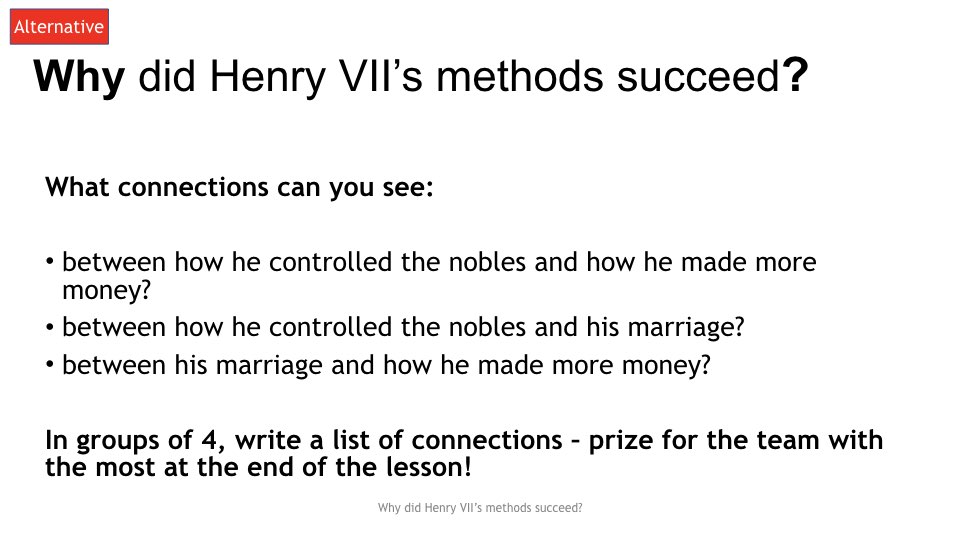 Alternative
Why did Henry VII’s methods succeed?
What connections can you see:
• between how he controlled the nobles and how he made more
money?
• between how he controlled the nobles and his marriage?
• between his marriage and how he made more money?
In groups of 4, write a list of connections – prize for the team with
the most at the end of the lesson!
Why did Henry VII’s methods succeed?